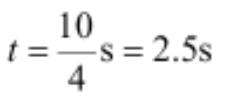 t = 10/4 s = 2.5s